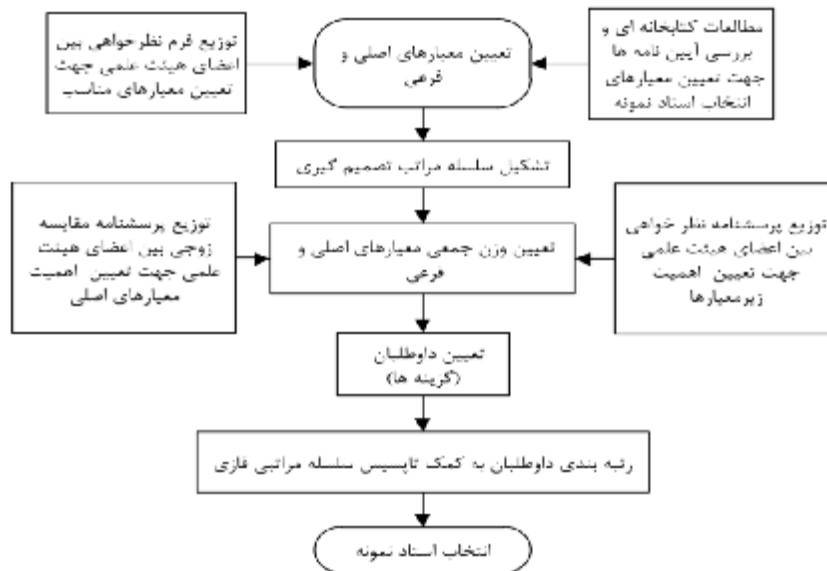 مطالعات کتابخانه ای و
بررسی آیین نامه ها
جهت تعیین معیارهای
انتخاب استاد نمونه
تعیین معیارهای اصلی و
فرعی
توزیع فرم نظرخواهی بین
اعضای هیئت علمی جهت
تعیین معیارهای مناسب
تشکیل سلسله مراتب تصمیم گیری
توزیع پرسشنامه نظر خواهی
بین اعضای هیئت علمی
جهت تعیین اهمیت
زیرمعیارها
تعیین وزن جمعی معیارهای اصلی و
فرعی
توزیع پرسشنامه مقایسه
زوجی بین اعضای هیئت
علمی جهت تعیین اهمیت
معیارهای اصلی
تعیین داوطلبان
(گزینه ها)
رتبه بندی داوطلبان به کمک تاپسیس سلسله مراتبی فازی
انتخاب استاد نمونه